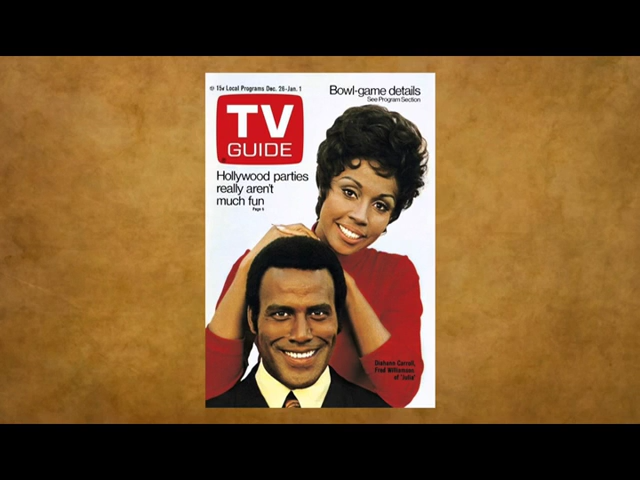 15¢ Local Programs Dec. 26-Jan. 1
Bowl-game details
See Program Section
TV
GUIDE
Hollywood parties
really aren't
much fun
Page 6
Diahann Carroll,
Fred Williamson
of 'Julia'